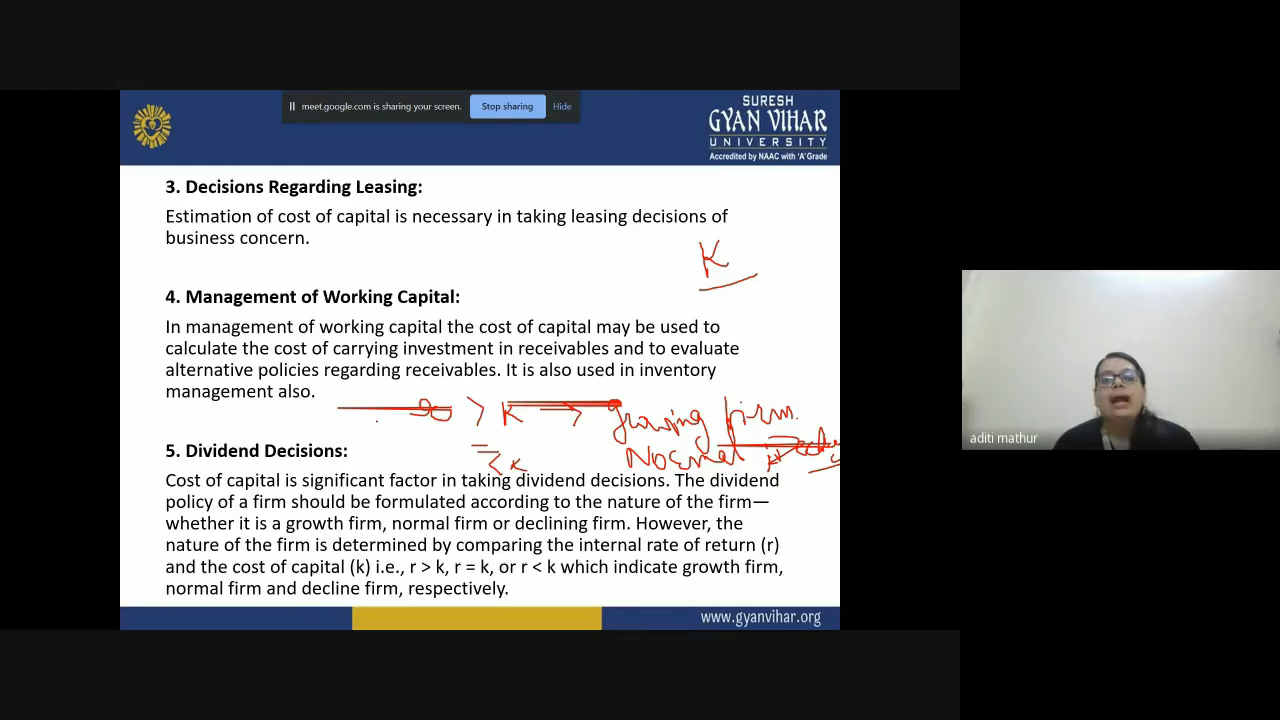 meet.google.com is sharing your screen. Stop sharing Hide
SURESH
GYAN VIHAR
UNIVERSITY
Accredited by NAAC with 'A' Grade
3. Decisions Regarding Leasing:
Estimation of cost of capital is necessary in taking leasing decisions of
business concern.
K
4. Management of Working Capital:
In management of working capital the cost of capital may be used to
calculate the cost of carrying investment in receivables and to evaluate
alternative policies regarding receivables. It is also used in inventory
management also.
> K → growing firm.
= Normal
< K
5. Dividend Decisions:
Cost of capital is significant factor in taking dividend decisions. The dividend
policy of a firm should be formulated according to the nature of the firm—
whether it is a growth firm, normal firm or declining firm. However, the
nature of the firm is determined by comparing the internal rate of return (r)
and the cost of capital (k) i.e., r > k, r = k, or r < k which indicate growth firm,
normal firm and decline firm, respectively.
www.gyanvihar.org
aditi mathur